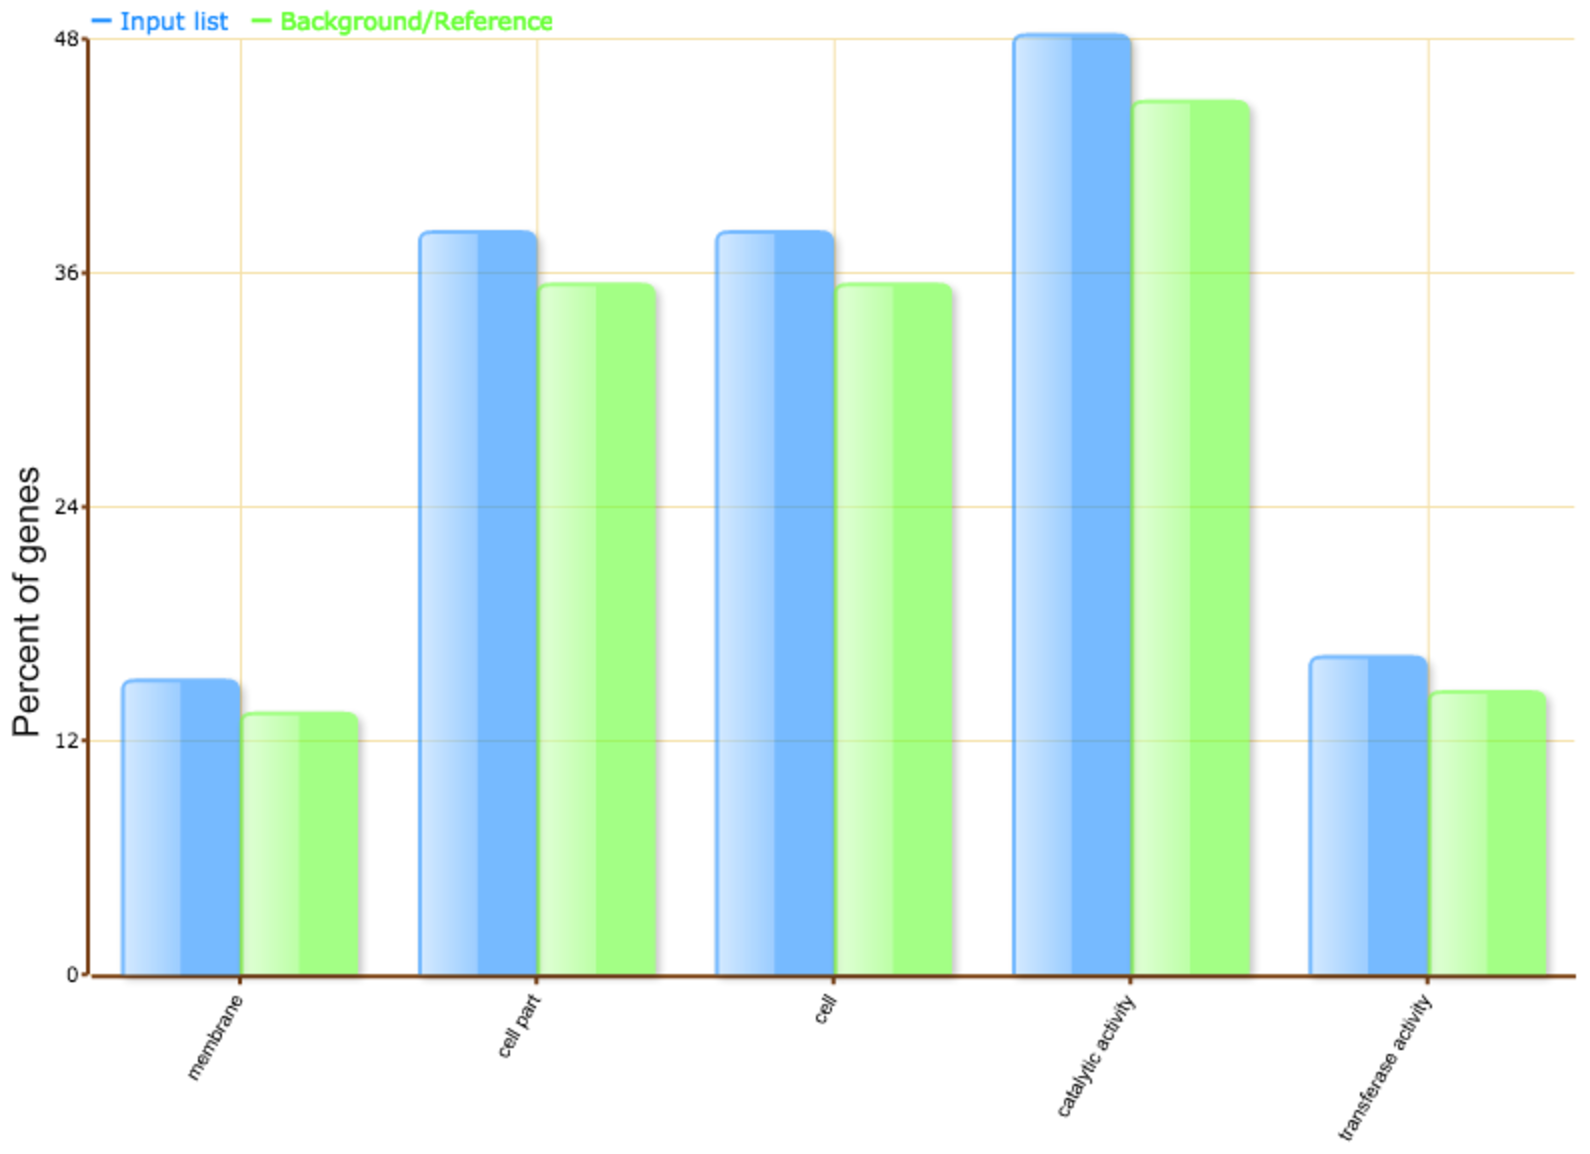 Input list Background/Reference
48
36
24
12
0
Percent of genes
membrane
cell part
cell
catalytic activity
transferase activity